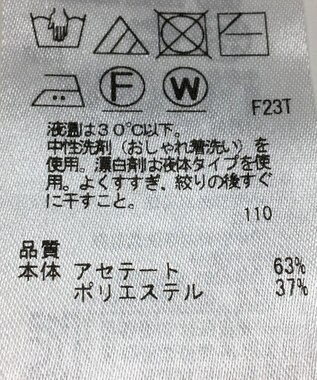 F W
F23T
液温は30℃以下。
中性洗剤（おしゃれ着洗い）を
使用。漂白剤は液体タイプを使
用。よくすすぎ、絞りの後すぐ
に干すこと。
110
品質
本体 アセテート 63%
ポリエステル 37%